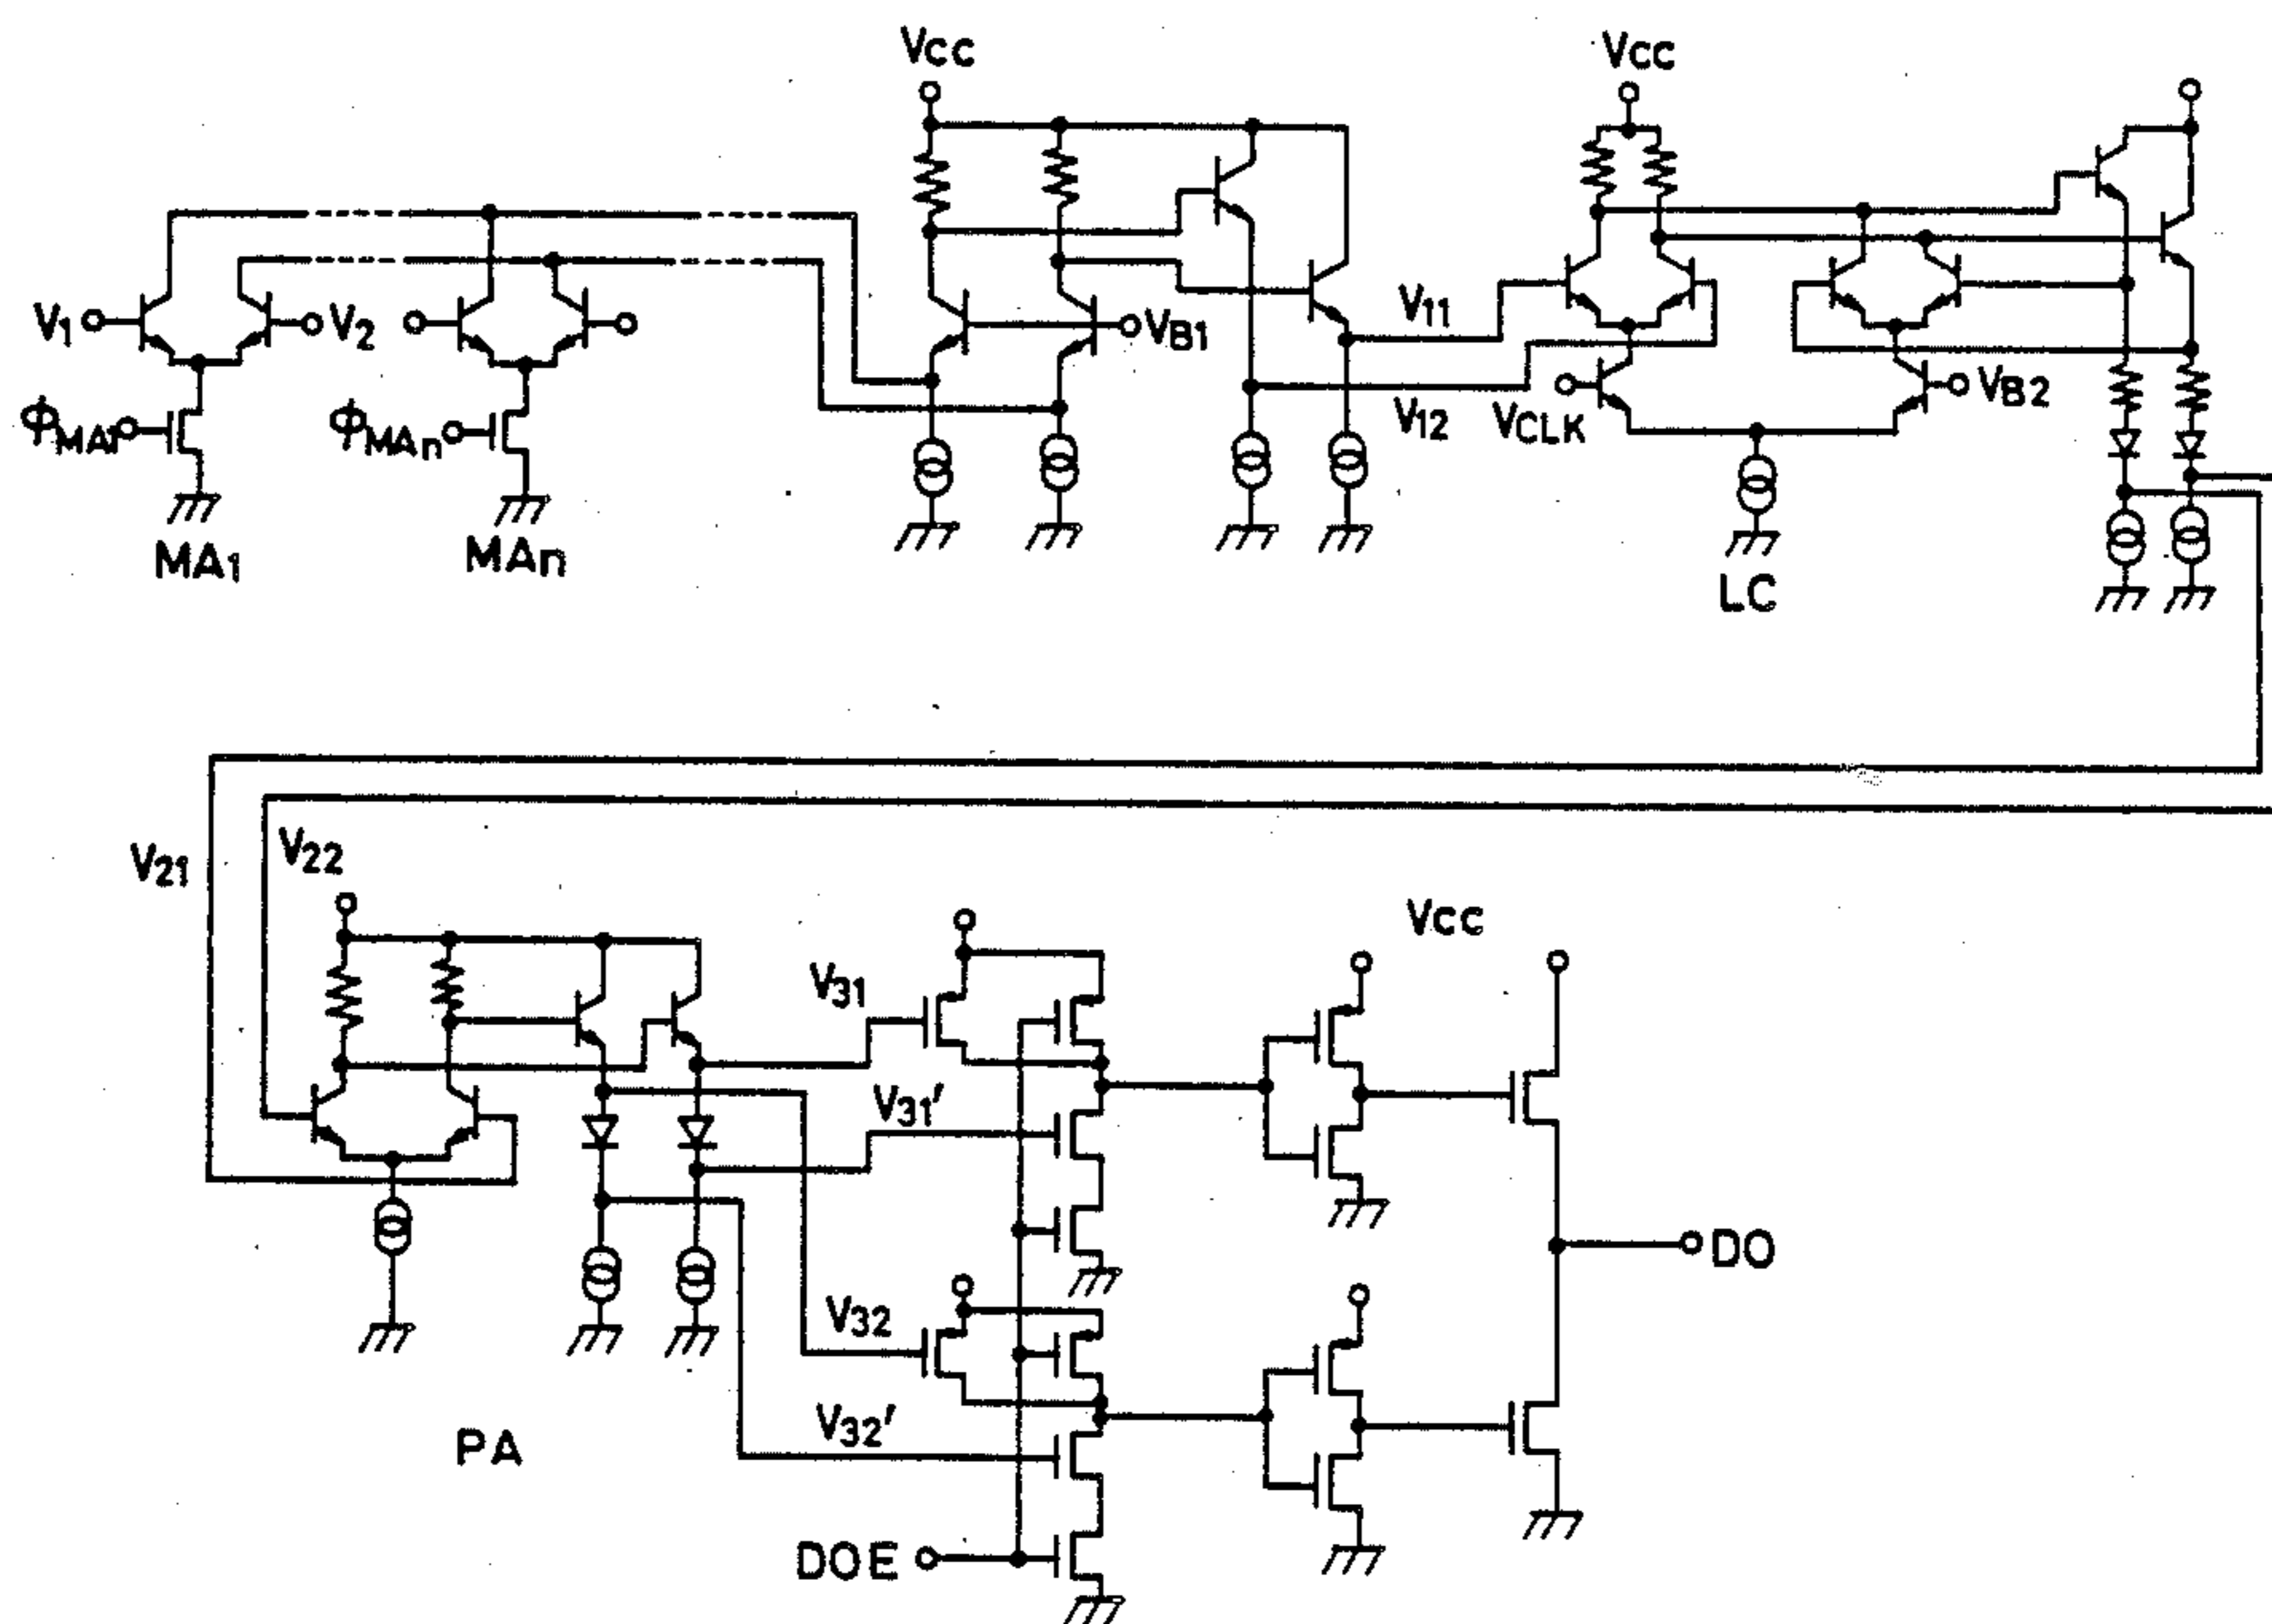 VCC
VCC
V1
V2
VB1
V11
V12
VCLK
VB2
ΦMA1
ΦMAn
MA1
MAn
LC
V21
V22
VCC
V31
V31'
DO
V32
V32'
PA
DOE